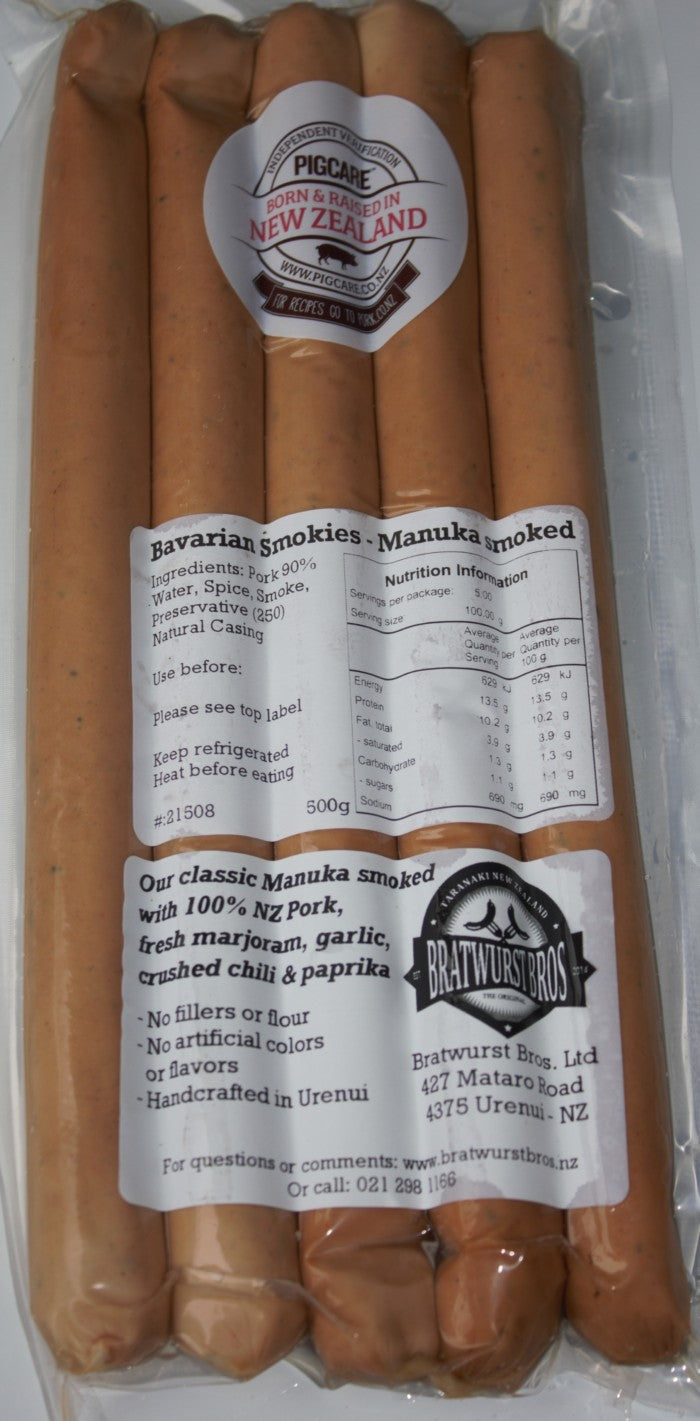 INDEPENDENT VERIFICATION
PIGCARE
BORN & RAISED IN
NEW ZEALAND
WWW.PIGCARE.CO.NZ
FOR RECIPES GO TO PORK.CO.NZ
Bavarian Smokies - Manuka smoked
Ingredients: Pork 90%
Water, Spice, Smoke,
Preservative (250)
Natural Casing
Use before:
Please see top label
Keep refrigerated
Heat before eating
#:21508
500g
Nutrition Information
Servings per package: 5.00
Serving size 100.00 g
Average Quantity per Serving
Average Quantity per 100 g
Energy 629 kJ 629 kJ
Protein 13.5 g 13.5 g
Fat, total 10.2 g 10.2 g
- saturated 3.9 g 3.9 g
Carbohydrate 1.3 g 1.3 g
- sugars 1.1 g 1.1 g
Sodium 690 mg 690 mg
Our classic Manuka smoked
with 100% NZ Pork,
fresh marjoram, garlic,
crushed chili & paprika
- No fillers or flour
- No artificial colors
or flavors
- Handcrafted in Urenui
TARANAKI NEW ZEALAND
BRATWURST BROS
THE ORIGINAL
Bratwurst Bros. Ltd
427 Mataro Road
4375 Urenui - NZ
For questions or comments: www.bratwurstbros.nz
Or call: 021 298 1166